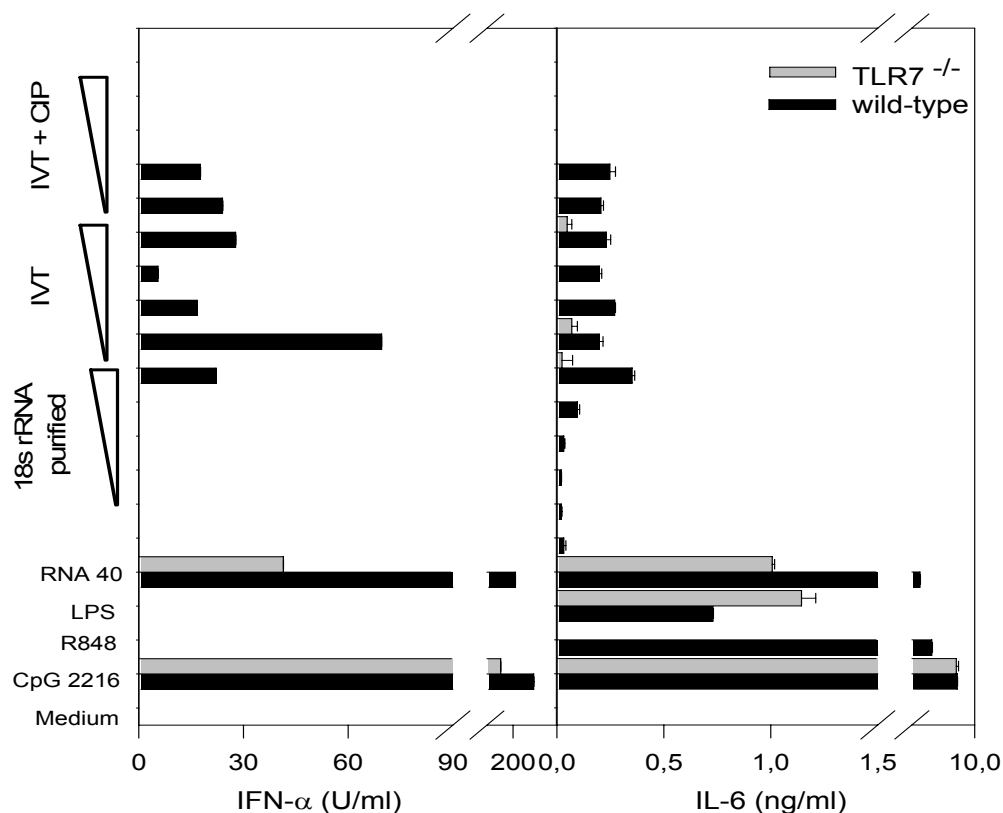 TLR7 -/-
wild-type
IVT + CIP
IVT
18s rRNA
purified
RNA 40
LPS
R848
CpG 2216
Medium
0 30 60 90 200 0,0 0,5 1,0 1,5 10,0
IFN-α (U/ml) IL-6 (ng/ml)